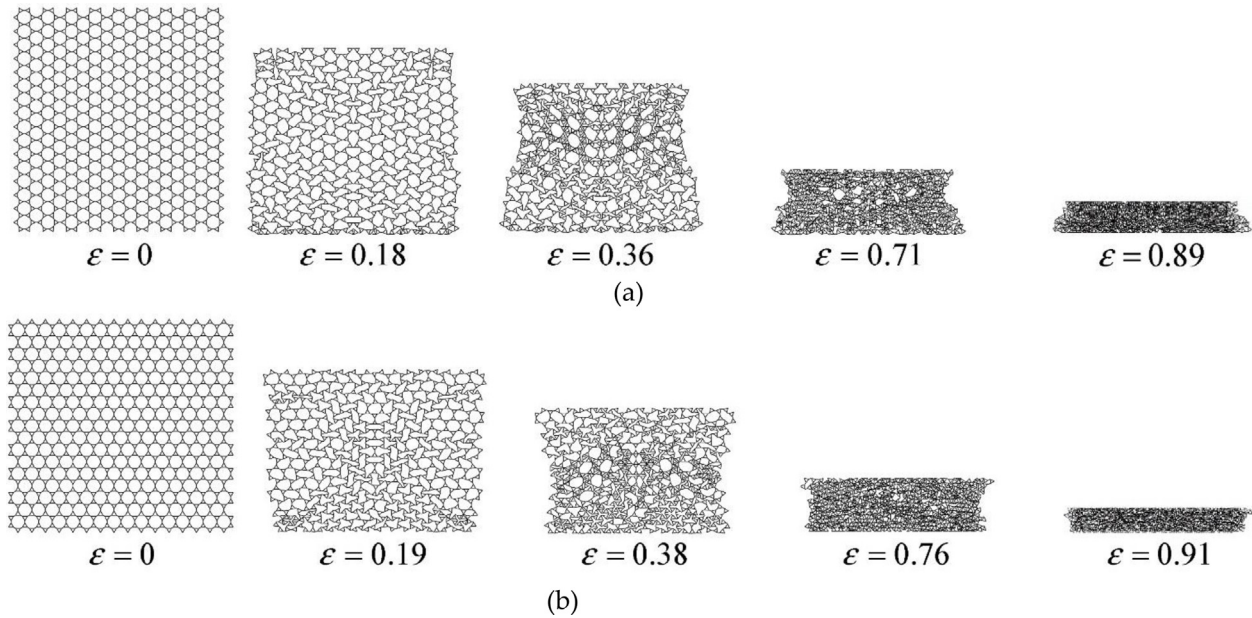 ε = 0 ε = 0.18 ε = 0.36 ε = 0.71 ε = 0.89
(a)
ε = 0 ε = 0.19 ε = 0.38 ε = 0.76 ε = 0.91
(b)